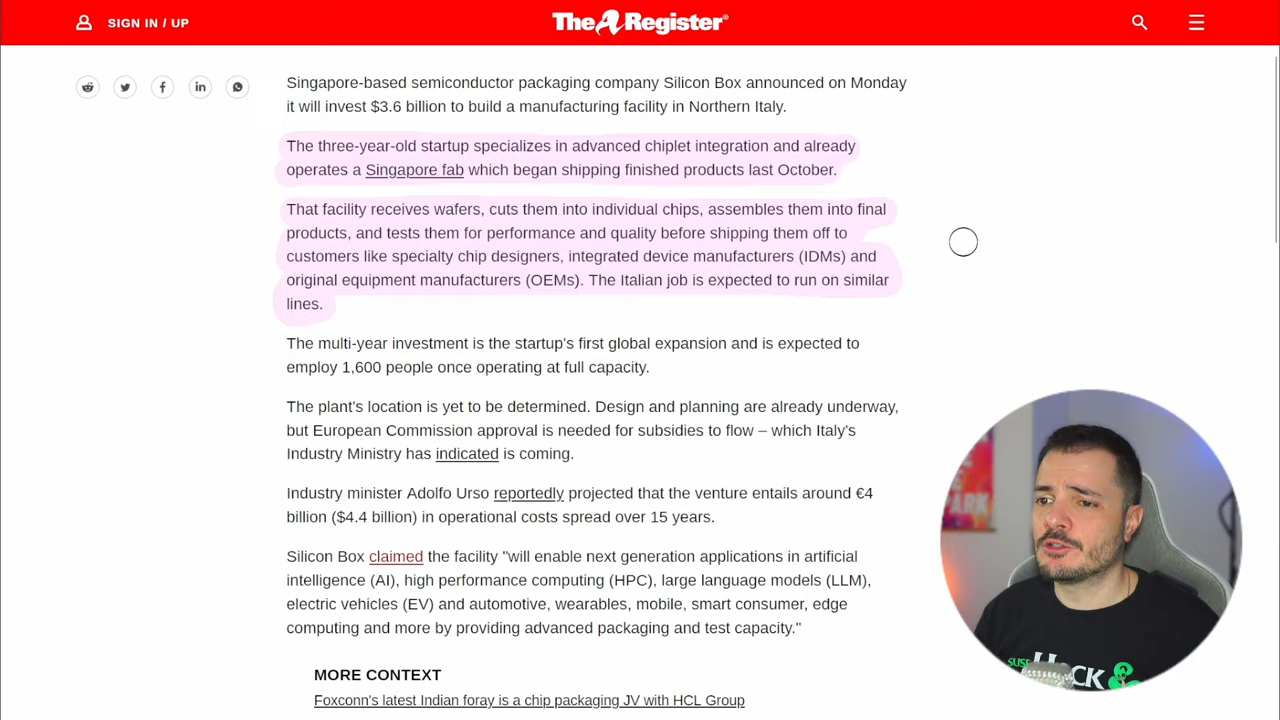 SIGN IN / UP
The Register®
Singapore-based semiconductor packaging company Silicon Box announced on Monday
it will invest $3.6 billion to build a manufacturing facility in Northern Italy.
The three-year-old startup specializes in advanced chiplet integration and already
operates a Singapore fab which began shipping finished products last October.
That facility receives wafers, cuts them into individual chips, assembles them into final
products, and tests them for performance and quality before shipping them off to
customers like specialty chip designers, integrated device manufacturers (IDMs) and
original equipment manufacturers (OEMs). The Italian job is expected to run on similar
lines.
The multi-year investment is the startup's first global expansion and is expected to
employ 1,600 people once operating at full capacity.
The plant's location is yet to be determined. Design and planning are already underway,
but European Commission approval is needed for subsidies to flow – which Italy's
Industry Ministry has indicated is coming.
Industry minister Adolfo Urso reportedly projected that the venture entails around €4
billion ($4.4 billion) in operational costs spread over 15 years.
Silicon Box claimed the facility "will enable next generation applications in artificial
intelligence (AI), high performance computing (HPC), large language models (LLM),
electric vehicles (EV) and automotive, wearables, mobile, smart consumer, edge
computing and more by providing advanced packaging and test capacity."
MORE CONTEXT
Foxconn's latest Indian foray is a chip packaging JV with HCL Group
PARK
SUSE